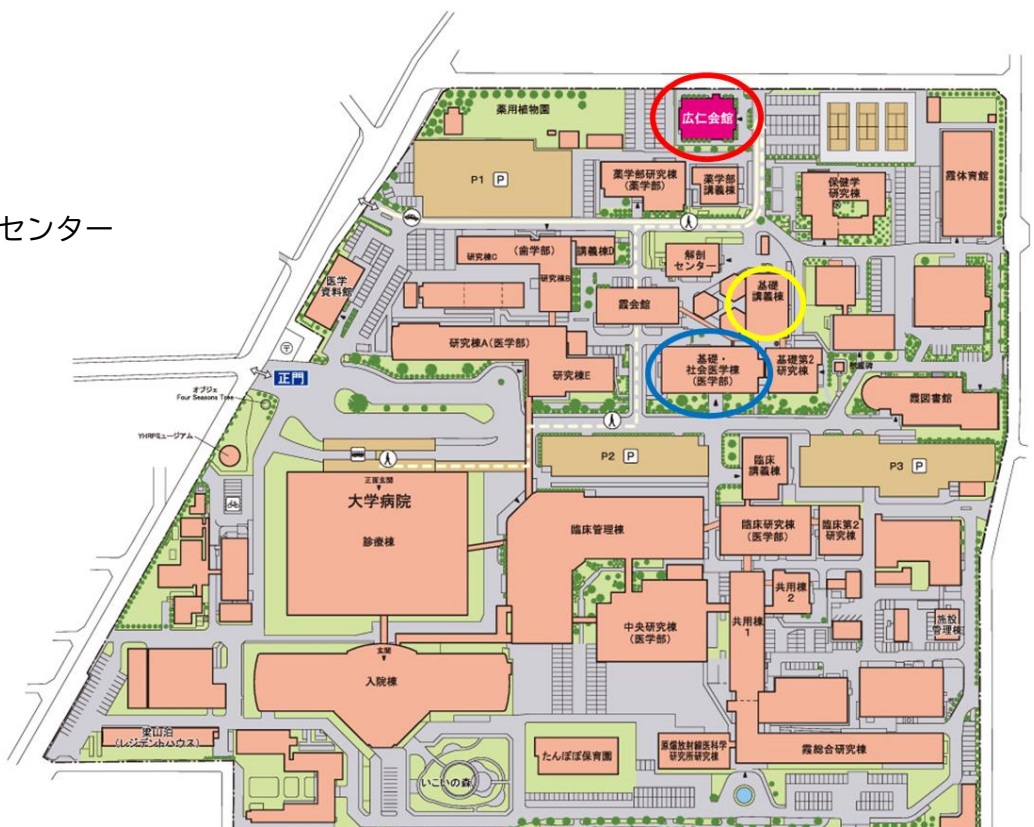 薬用植物園
広仁会館
P1 P
薬学部研究棟
(薬学部)
薬学部
講義棟
保健学
研究棟
霞体育館
センター
研究棟C
(歯学部)
講義棟D
研究棟B
解剖
センター
医学
資料館
霞会館
基礎
講義棟
研究棟A(医学部)
研究棟E
基礎・
社会医学棟
(医学部)
基礎第2
研究棟
正門
オブジェ
Four Seasons Tree
霞図書館
YHRPミュージアム
P2 P
臨床
講義棟
P3 P
正面玄関
大学病院
診療棟
臨床管理棟
臨床研究棟
(医学部)
臨床第2
研究棟
共用棟
2
共用棟
1
中央研究棟
(医学部)
施設
管理棟
玄関
入院棟
梁山泊
(レジデントハウス)
たんぽぽ保育園
原爆放射線医科学
研究所研究棟
霞総合研究棟
いこいの森